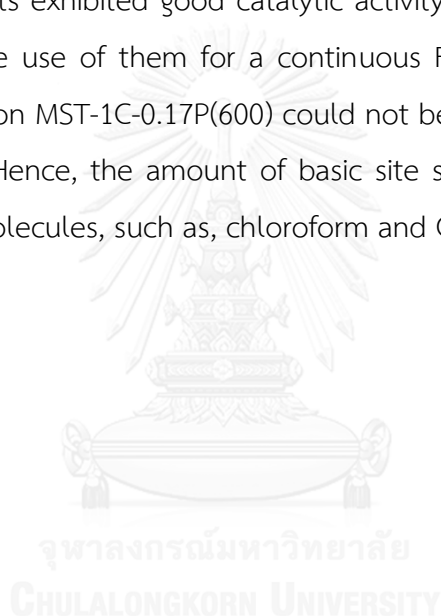 ts exhibited good catalytic activity
e use of them for a continuous F
on MST-1C-0.17P(600) could not be
Hence, the amount of basic site s
olecules, such as, chloroform and
จุฬาลงกรณ์มหาวิทยาลัย
CHULALONGKORN UNIVERSITY